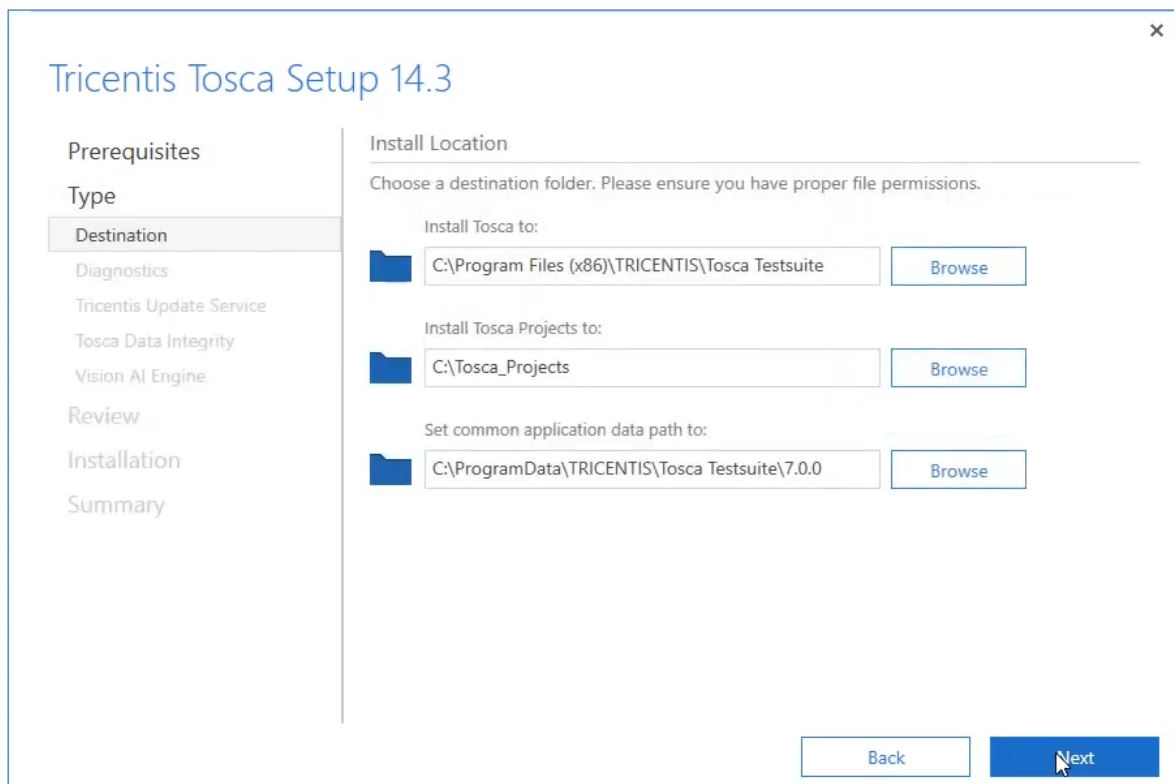 Tricentis Tosca Setup 14.3
Prerequisites
Type
Destination
Diagnostics
Tricentis Update Service
Tosca Data Integrity
Vision AI Engine
Review
Installation
Summary
Install Location
Choose a destination folder. Please ensure you have proper file permissions.
Install Tosca to:
C:\Program Files (x86)\TRICENTIS\Tosca Testsuite
Browse
Install Tosca Projects to:
C:\Tosca_Projects
Browse
Set common application data path to:
C:\ProgramData\TRICENTIS\Tosca Testsuite\7.0.0
Browse
Back
Next